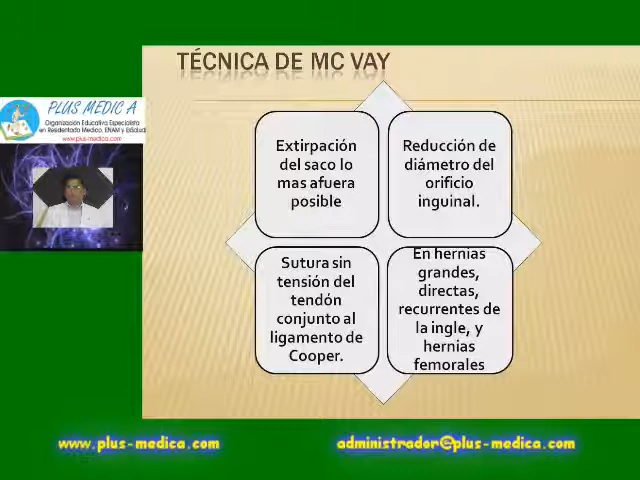 TÉCNICA DE MC VAY
PLUS MEDIC A
Organización Educativa Especialista
en Residentado Medico, ENAM y EsSalud
www.plus-medica.com
Extirpación
del saco lo
mas afuera
posible
Reducción de
diámetro del
orificio
inguinal.
Sutura sin
tensión del
tendón
conjunto al
ligamento de
Cooper.
En hernias
grandes,
directas,
recurrentes de
la ingle, y
hernias
femorales
www.plus-medica.com
administrador@plus-medica.com